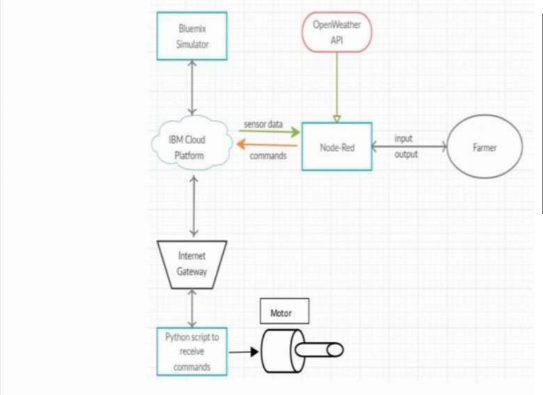 Bluemix
Simulator
OpenWeather
API
sensor data
IBM Cloud
Platform
commands
Node-Red
input
output
Farmer
Internet
Gateway
Motor
Python script to
receive
commands